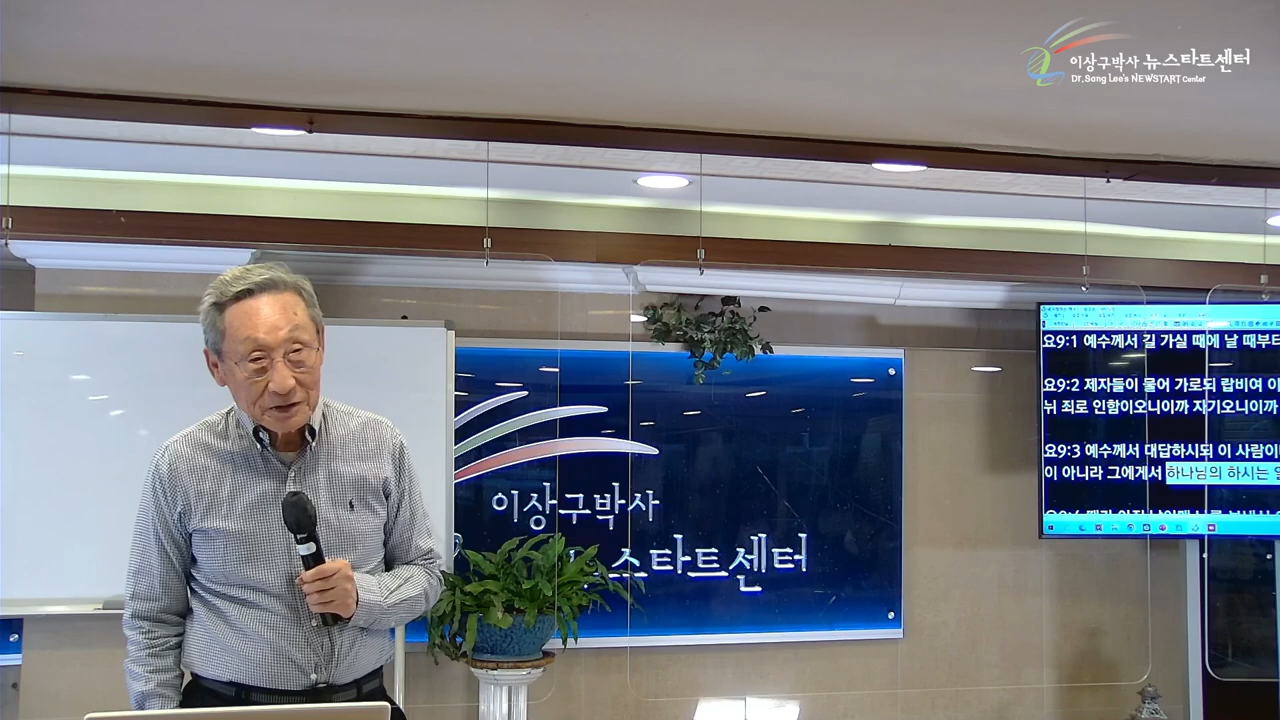 이상구박사 뉴스타트센터
Dr. Sang Lee's NEWSTART Center
이상구박사
스타트센터
요9:1 예수께서 길 가실 때에 날 때부터
요9:2 제자들이 물어 가로되 랍비여 이
뉘 죄로 인함이오니이까 자기오니이까
요9:3 예수께서 대답하시되 이 사람이
이 아니라 그에게서 하나님의 하시는